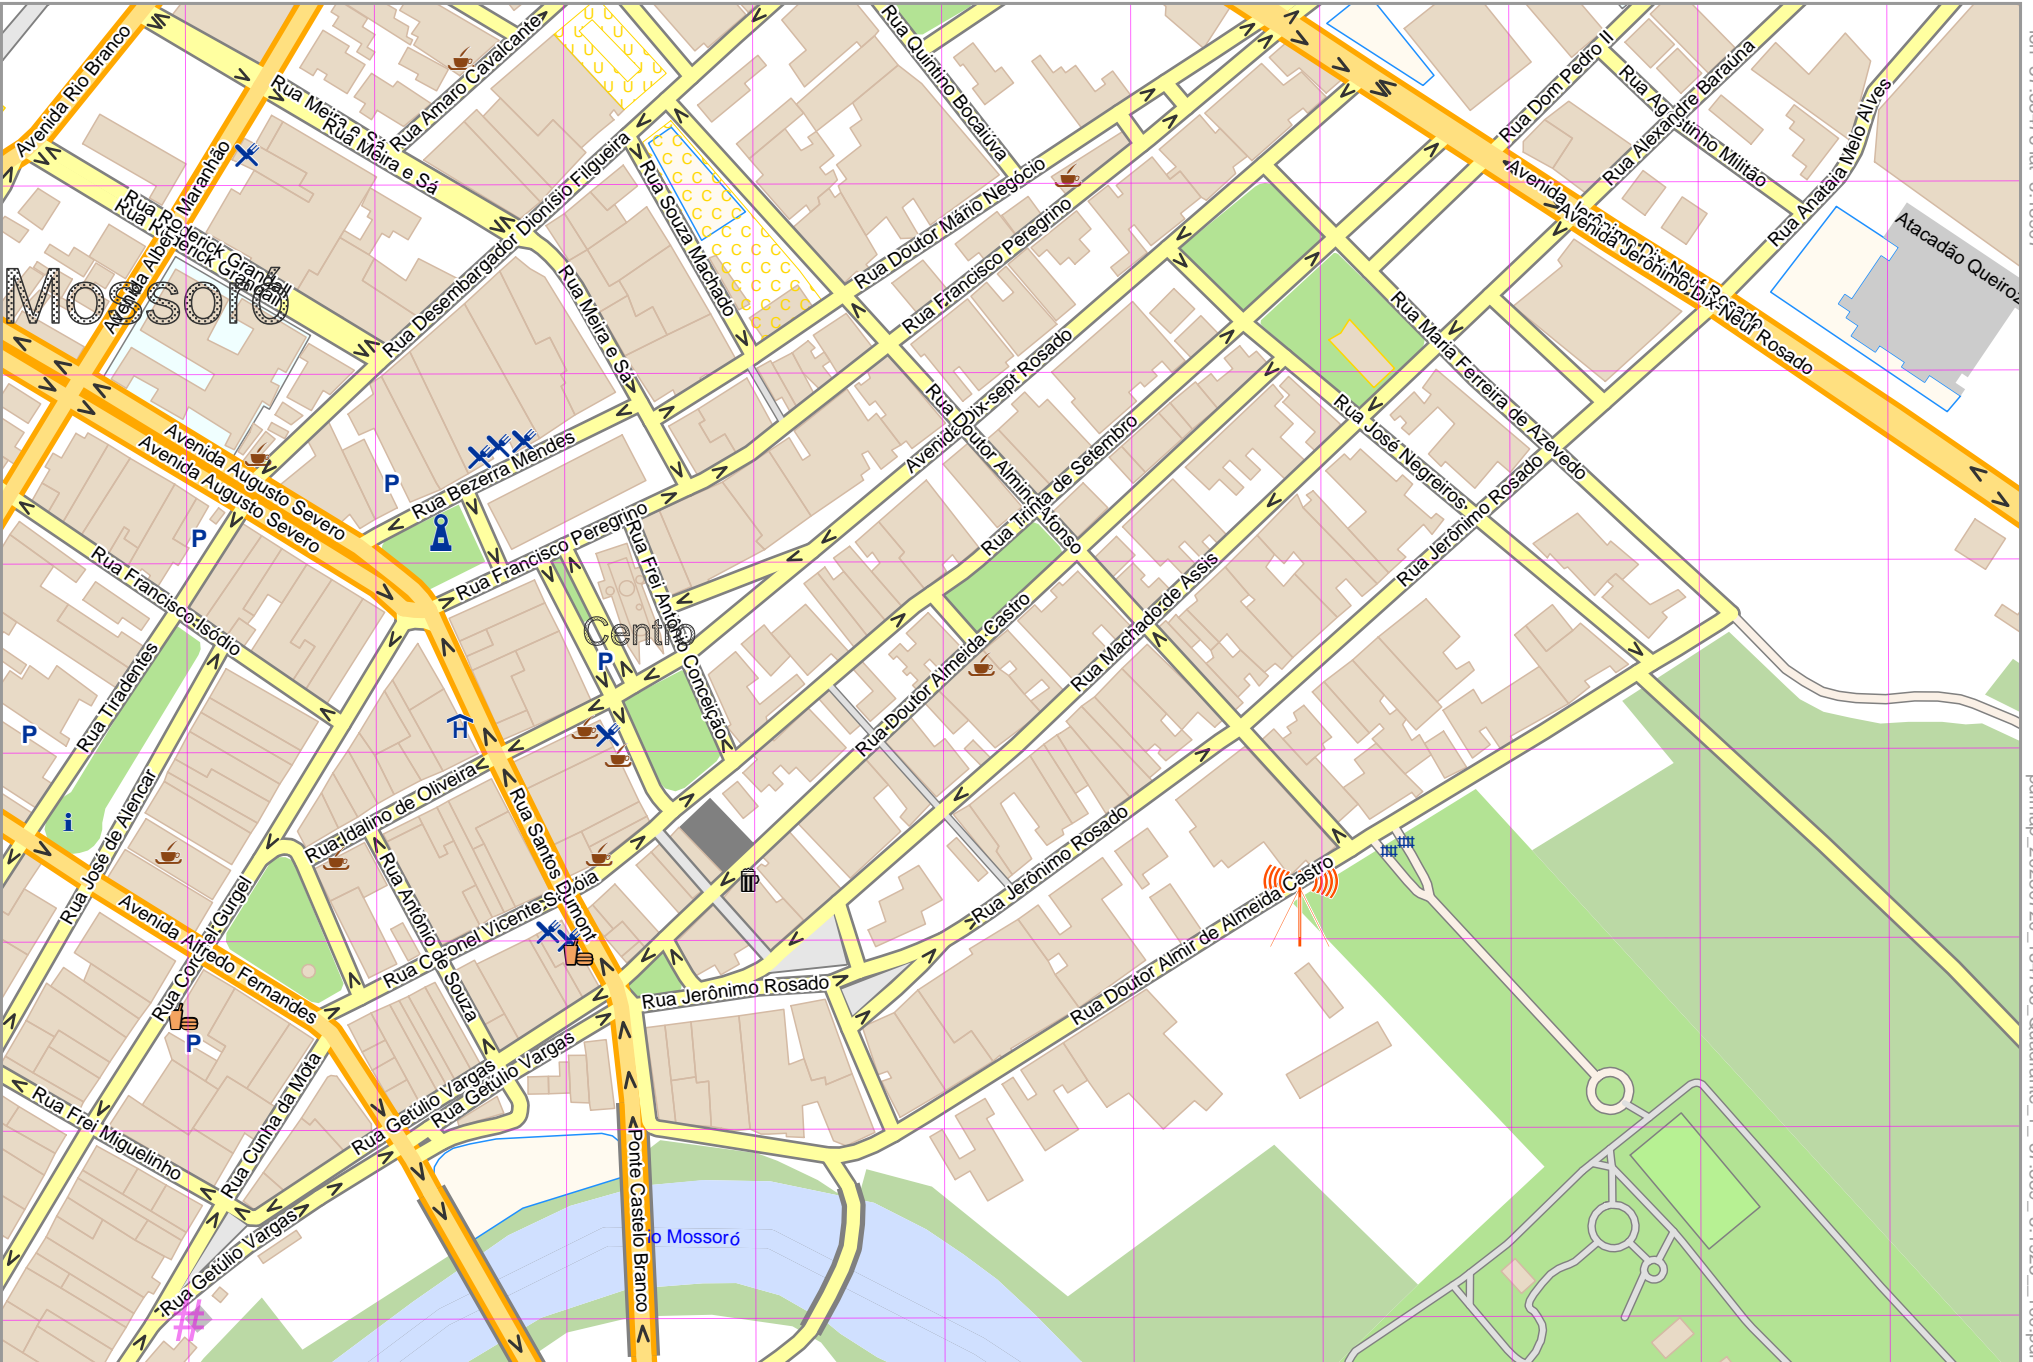 Avenida Rio Branco
Rua Meira e Sá
Rua Meira e Sá
Rua Amaro Cavalcante
Rua Quintino Bocaiúva
Rua Dom Pedro II
Rua Agostinho Militão
Rua Alexandre Baraúna
Rua Anataia Melo Alves
Atacadão Queiroz
Avenida Alberto Maranhão
Rua Roderick Grandall
Rua Roderick Grandall
Rua Desembargador Dionísio Filgueira
Rua Souza Machado
Rua Doutor Mário Negócio
Rua Francisco Peregrino
Avenida Jerônimo Dix-Neuf Rosado
Avenida Jerônimo Dix-Neuf Rosado
Mossoró
Rua Meira e Sá
Avenida Dix-sept Rosado
Rua Maria Ferreira de Azevedo
Rua Doutor Almino Afonso
Rua Trinta de Setembro
Rua José Negreiros
Avenida Augusto Severo
Avenida Augusto Severo
P
Rua Bezerra Mendes
P
Rua Francisco Peregrino
Rua Frei Antônio Conceição
Rua Jerônimo Rosado
Rua Francisco Isódio
Rua Machado de Assis
Rua Doutor Almeida Castro
Centro
P
Rua Tiradentes
P
H
Rua Idalino de Oliveira
Rua Santos Dumont
i
Rua José de Alencar
Rua Antônio de Souza
Rua Coronel Vicente Sabóia
Rua Jerônimo Rosado
Rua Coronel Gurgel
Avenida Alfredo Fernandes
Rua Jerônimo Rosado
Rua Doutor Almir de Almeida Castro
P
Rua Cunha da Mota
Rua Getúlio Vargas
Rua Getúlio Vargas
Rua Frei Miguelinho
Ponte Castelo Branco
io Mossoró
Rua Getúlio Vargas
#